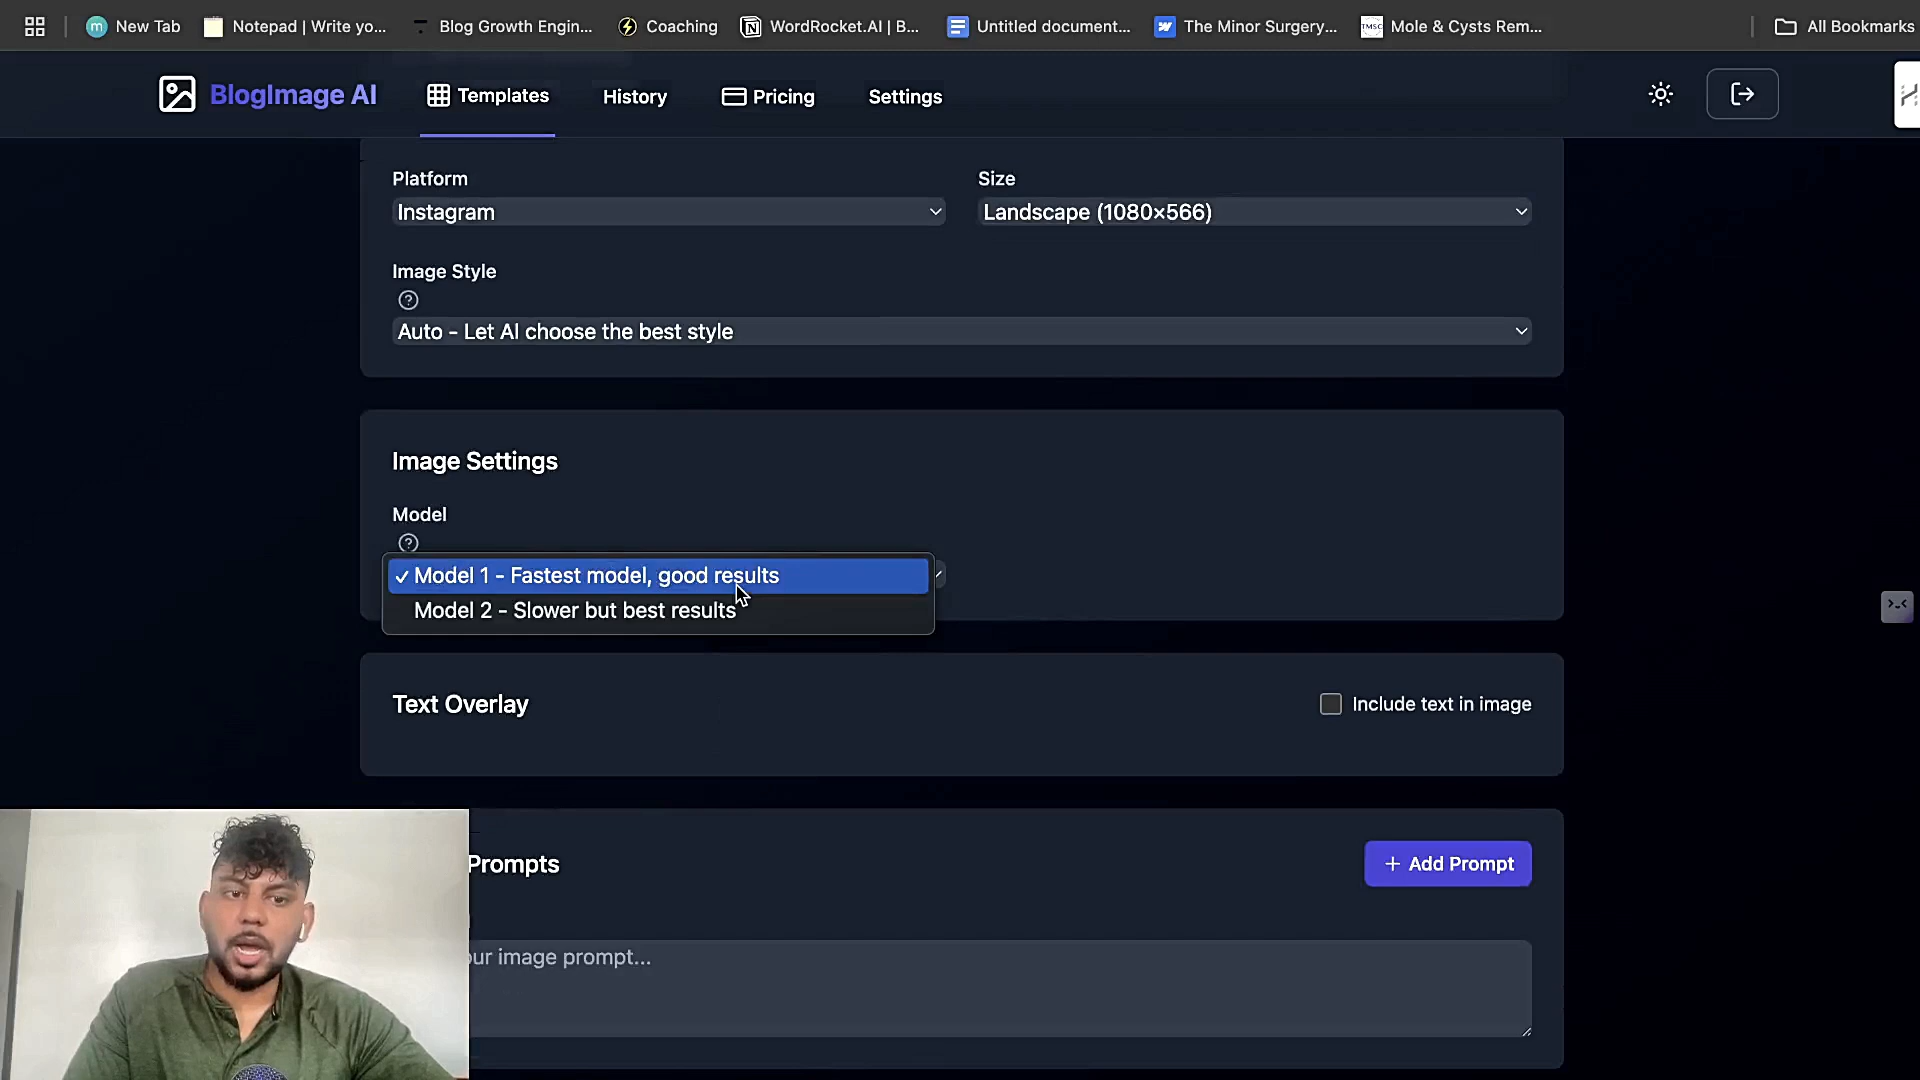 New Tab
Notepad | Write yo...
Blog Growth Engin...
Coaching
WordRocket.AI | B...
Untitled document...
The Minor Surgery...
TMSC
Mole & Cysts Rem...
All Bookmarks
BlogImage AI
Templates
History
Pricing
Settings
Platform
Size
Instagram
Landscape (1080×566)
Image Style
Auto - Let AI choose the best style
Image Settings
Model
✓ Model 1 - Fastest model, good results
Model 2 - Slower but best results
Text Overlay
Include text in image
Prompts
+ Add Prompt
our image prompt...